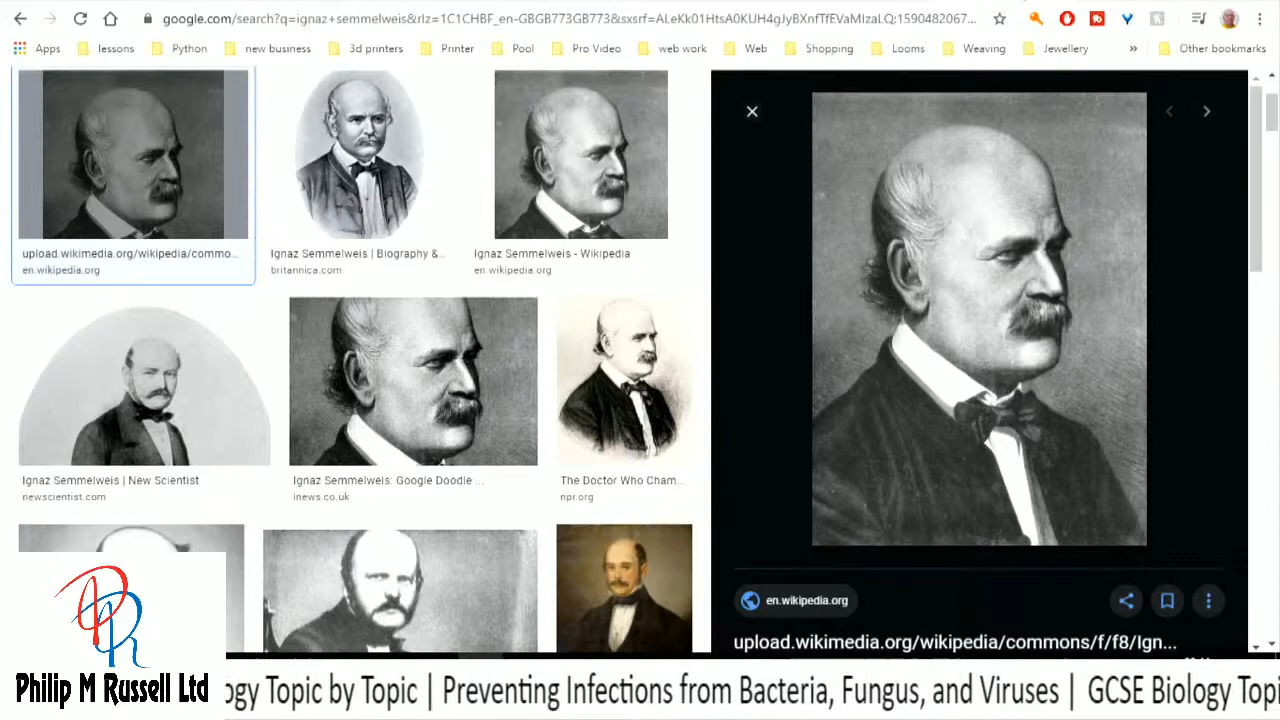 google.com/search?q=ignaz+semmelweis&rlz=1C1CHBF_en-GBGB773GB773&sxsrf=ALeKk01HtsA0KUH4gJyBXnfTfEVaMIzaLQ:1590482067...
Apps lessons Python new business 3d printers Printer Pool Pro Video web work Web Shopping Looms Weaving Jewellery » Other bookmarks
upload.wikimedia.org/wikipedia/commo...
en.wikipedia.org
Ignaz Semmelweis | Biography &...
britannica.com
Ignaz Semmelweis - Wikipedia
en.wikipedia.org
Ignaz Semmelweis | New Scientist
newscientist.com
Ignaz Semmelweis: Google Doodle ...
inews.co.uk
The Doctor Who Cham...
npr.org
en.wikipedia.org
upload.wikimedia.org/wikipedia/commons/f/f8/Ign...
Philip M Russell Ltd
ogy Topic by Topic | Preventing Infections from Bacteria, Fungus, and Viruses | GCSE Biology Topi